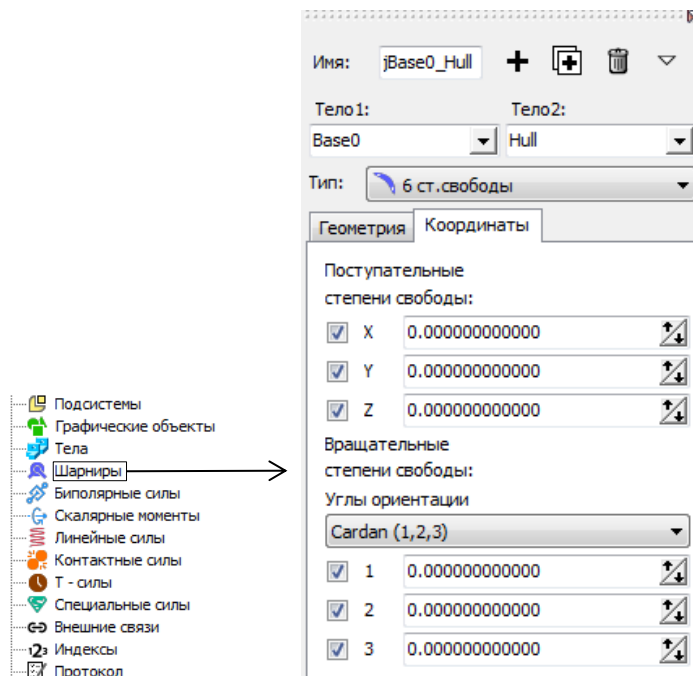 Имя: jBase0_Hull
Тело1: Тело2:
Base0 Hull
Тип: 6 ст.свободы
Геометрия Координаты
Поступательные
степени свободы:
X 0.000000000000
Y 0.000000000000
Z 0.000000000000
Вращательные
степени свободы:
Углы ориентации
Cardan (1,2,3)
1 0.000000000000
2 0.000000000000
3 0.000000000000
Подсистемы
Графические объекты
Тела
Шарниры
Биполярные силы
Скалярные моменты
Линейные силы
Контактные силы
Т - силы
Специальные силы
Внешние связи
Индексы
Протокол